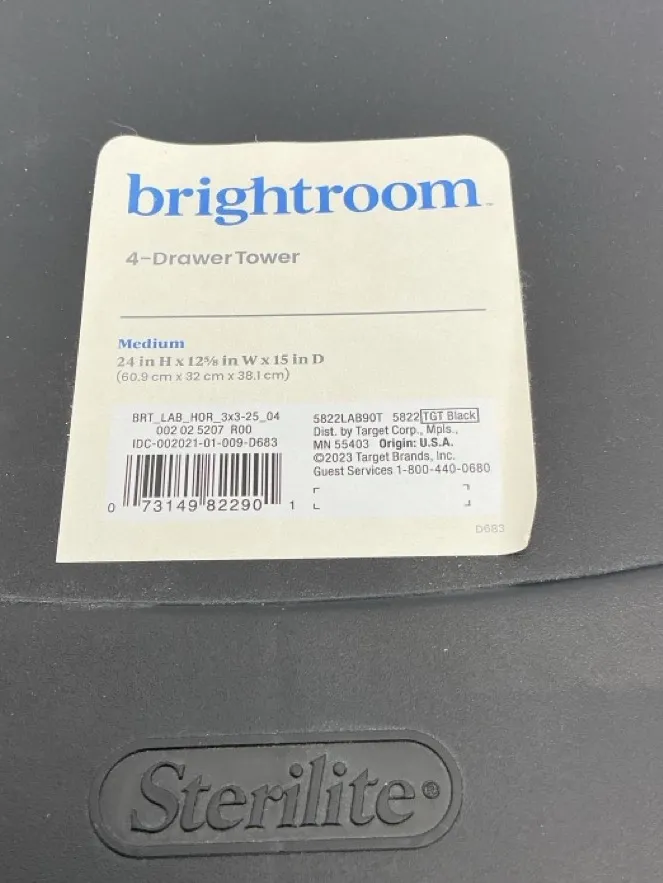 brightroom™
4-Drawer Tower
Medium
24 in H x 12⅝ in W x 15 in D
(60.9 cm x 32 cm x 38.1 cm)
BRT_LAB_HOR_3x3-25_04
002 02 5207 R00
IDC-002021-01-009-D683
0 73149 82290 1
5822LAB90T 5822 TGT Black
Dist. by Target Corp., Mpls.,
MN 55403 Origin: U.S.A.
©2023 Target Brands, Inc.
Guest Services 1-800-440-0680
D683
Sterilite®